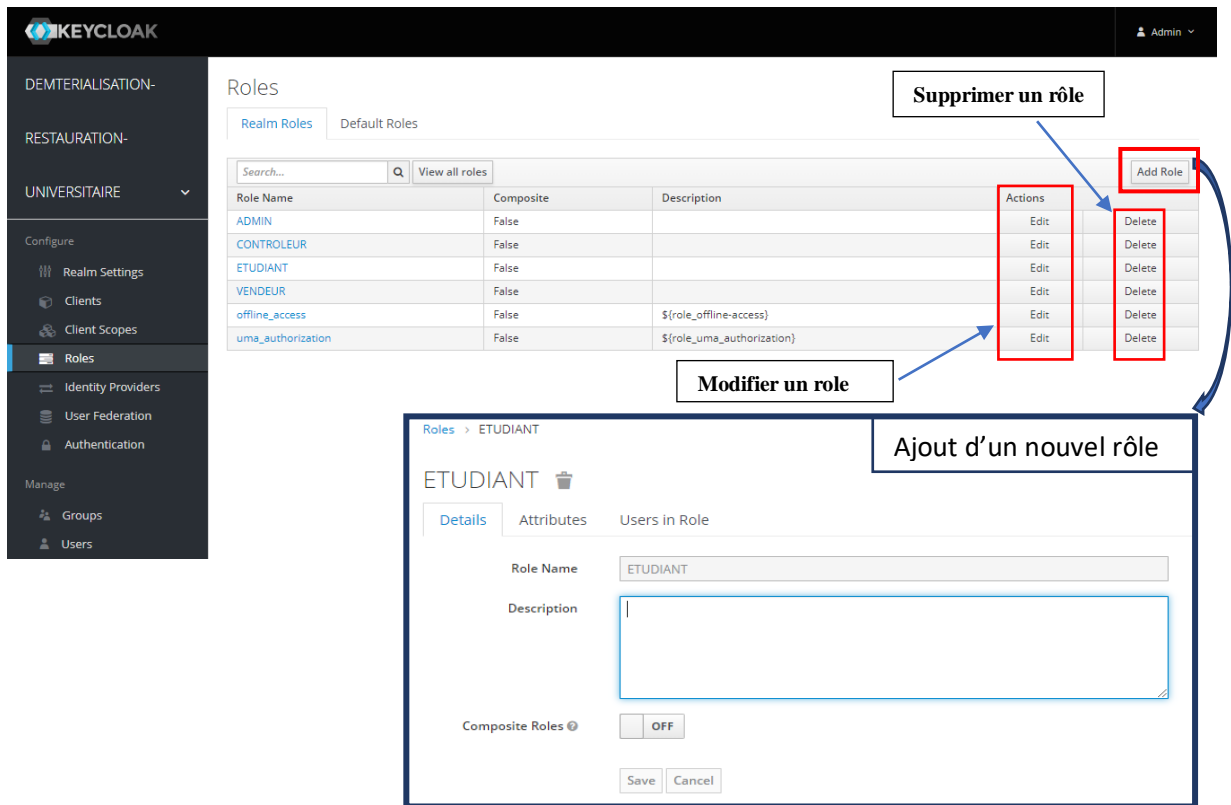 KEYCLOAK
Admin
DEMTERIALISATION-
RESTAURATION-
UNIVERSITAIRE
Configure
Realm Settings
Clients
Client Scopes
Roles
Identity Providers
User Federation
Authentication
Manage
Groups
Users
Roles
Supprimer un rôle
Realm Roles Default Roles
Search... View all roles Add Role
Role Name Composite Description Actions
ADMIN False Edit Delete
CONTROLEUR False Edit Delete
ETUDIANT False Edit Delete
VENDEUR False Edit Delete
offline_access False ${role_offline-access} Edit Delete
uma_authorization False ${role_uma_authorization} Edit Delete
Modifier un role
Roles > ETUDIANT
Ajout d’un nouvel rôle
ETUDIANT
Details Attributes Users in Role
Role Name ETUDIANT
Description
Composite Roles OFF
Save Cancel